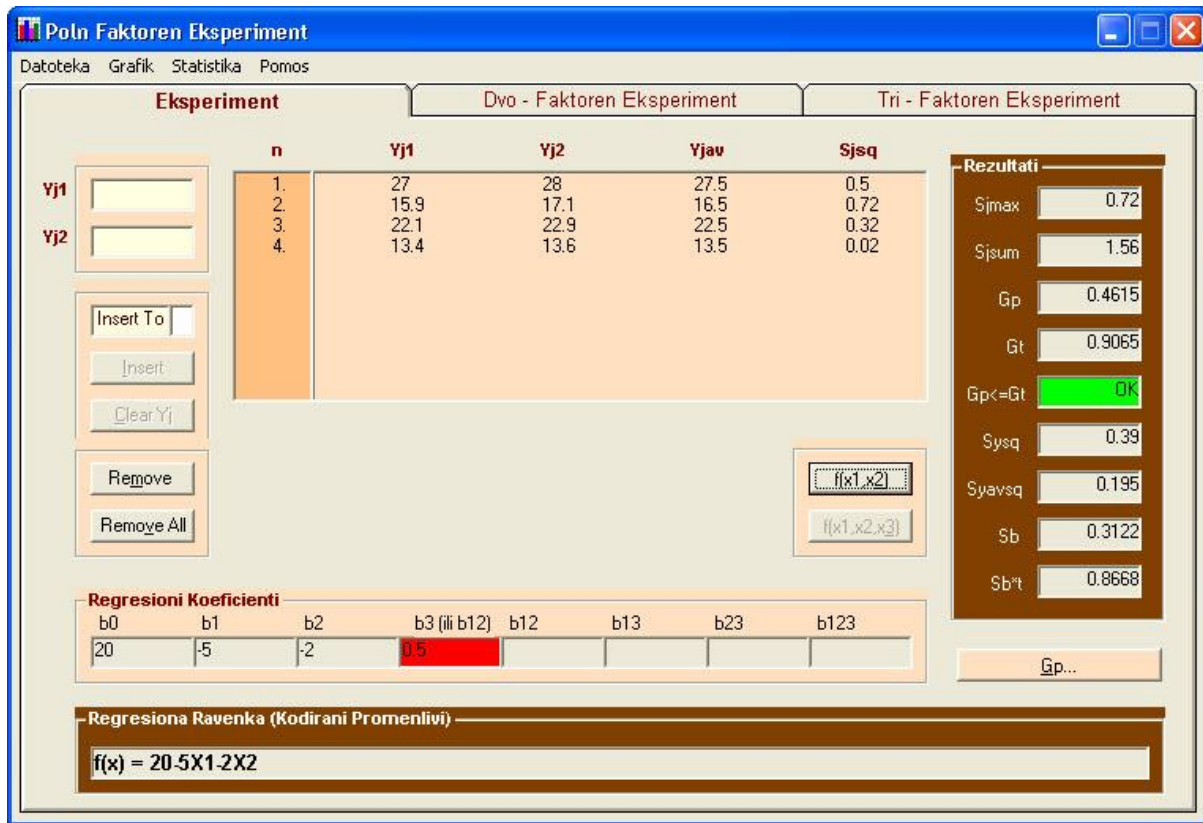 Poln Faktoren Eksperiment
Datoteka Grafik Statistika Pomos
Eksperiment Dvo - Faktoren Eksperiment Tri - Faktoren Eksperiment
n Yj1 Yj2 Yjav Sjsq
1. 27 28 27.5 0.5
2. 15.9 17.1 16.5 0.72
3. 22.1 22.9 22.5 0.32
4. 13.4 13.6 13.5 0.02
Yj1
Yj2
Insert To
Insert
Clear Yj
Remove
Remove All
f(x1,x2)
f(x1,x2,x3)
Rezultati
Sjmax 0.72
Sjsum 1.56
Gp 0.4615
Gt 0.9065
Gp<=Gt OK
Sysq 0.39
Syavsq 0.195
Sb 0.3122
Sb*t 0.8668
Regresioni Koeficienti
b0 b1 b2 b3 (ili b12) b12 b13 b23 b123
20 -5 -2 0.5
Gp...
Regresiona Ravenka (Kodirani Promenlivi)
f(x) = 20-5X1-2X2